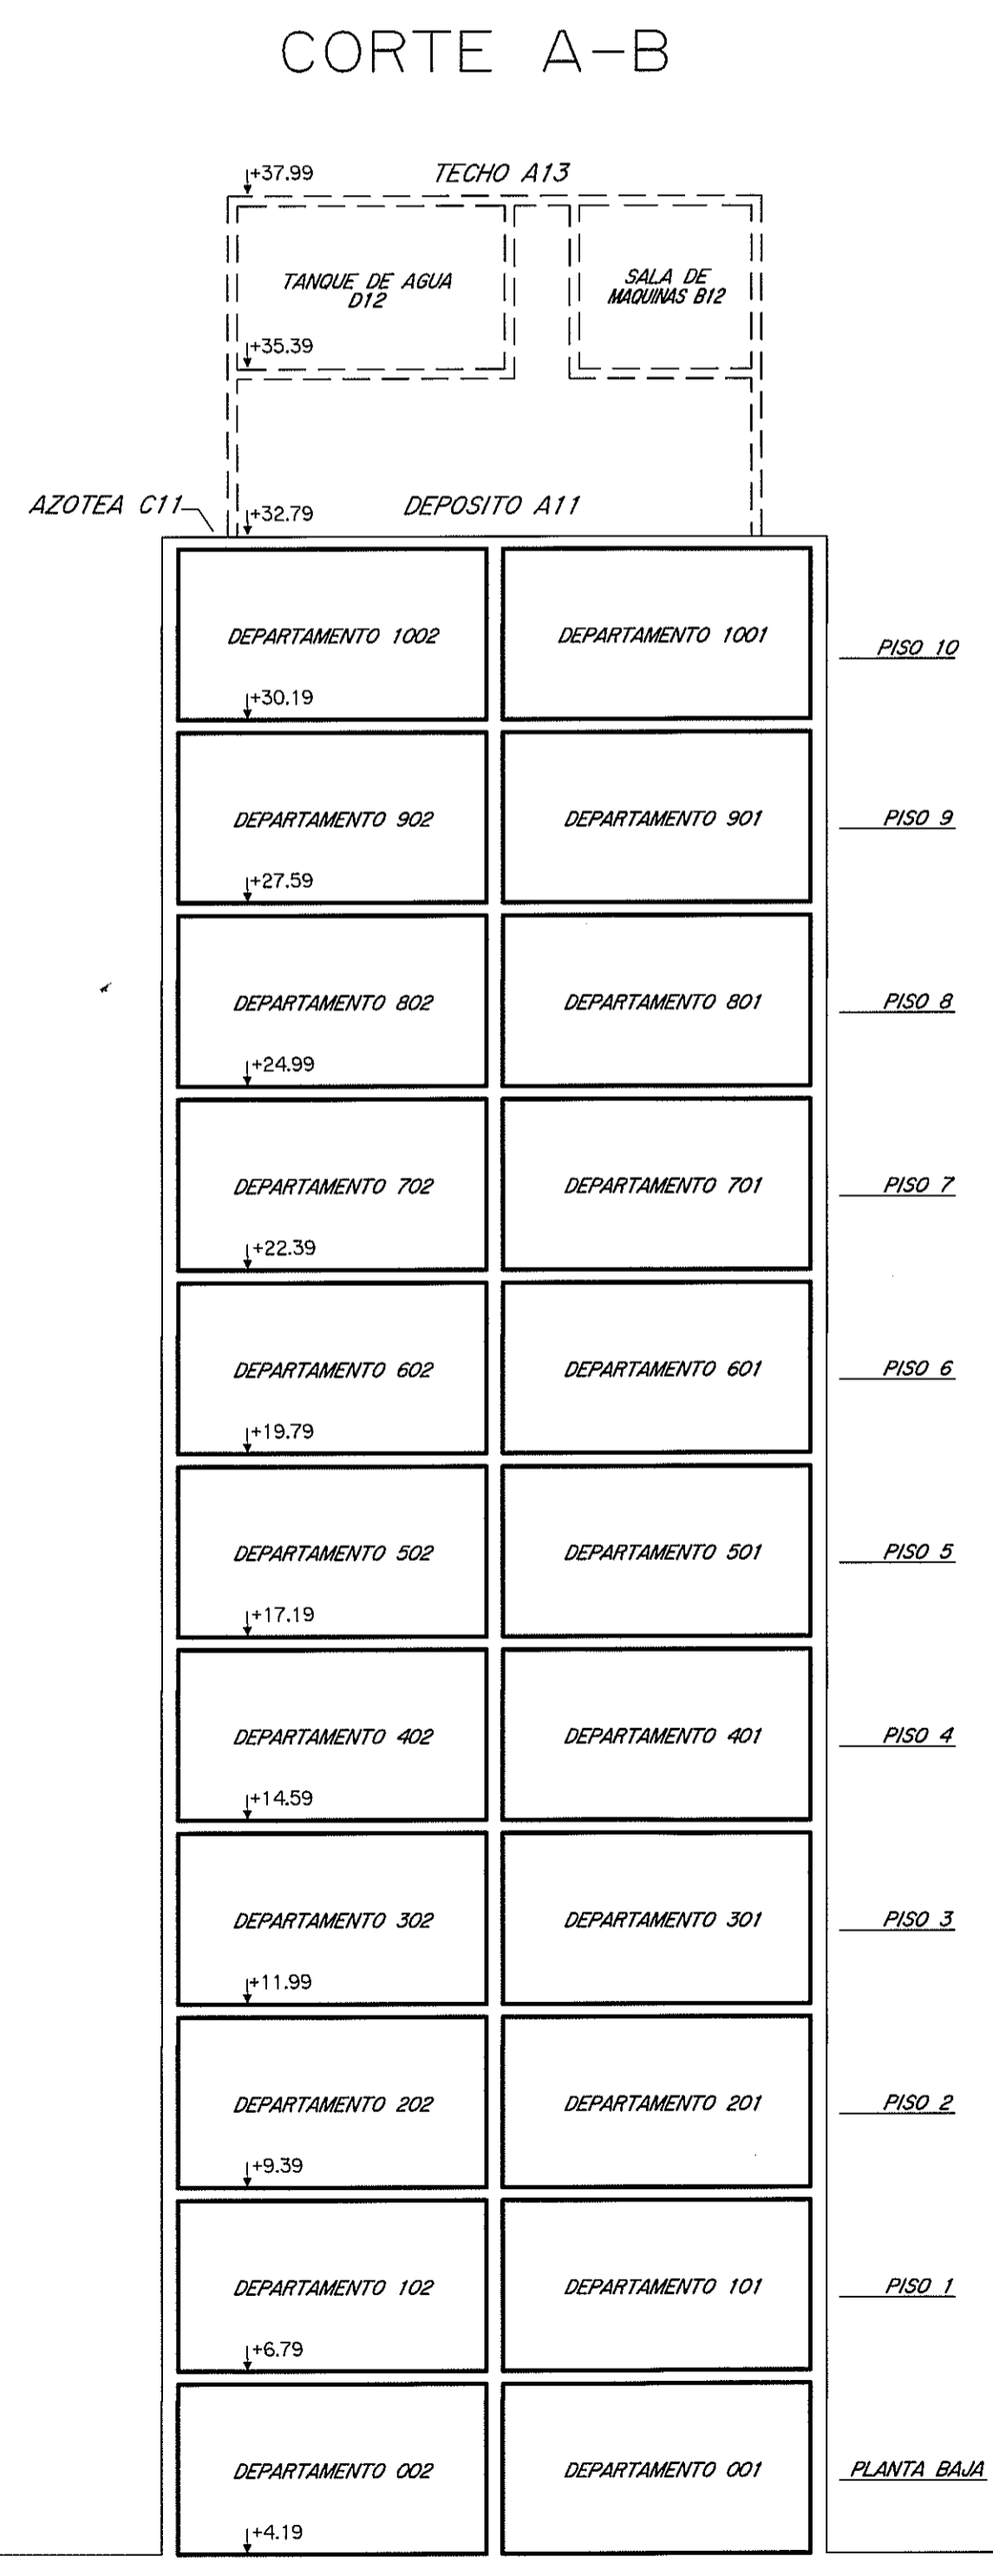 CORTE A-B
+37.99
TECHO A13
TANQUE DE AGUA
D12
SALA DE
MAQUINAS B12
+35.39
AZOTEA C11
+32.79
DEPOSITO A11
DEPARTAMENTO 1002
DEPARTAMENTO 1001
PISO 10
+30.19
DEPARTAMENTO 902
DEPARTAMENTO 901
PISO 9
+27.59
DEPARTAMENTO 802
DEPARTAMENTO 801
PISO 8
+24.99
DEPARTAMENTO 702
DEPARTAMENTO 701
PISO 7
+22.39
DEPARTAMENTO 602
DEPARTAMENTO 601
PISO 6
+19.79
DEPARTAMENTO 502
DEPARTAMENTO 501
PISO 5
+17.19
DEPARTAMENTO 402
DEPARTAMENTO 401
PISO 4
+14.59
DEPARTAMENTO 302
DEPARTAMENTO 301
PISO 3
+11.99
DEPARTAMENTO 202
DEPARTAMENTO 201
PISO 2
+9.39
DEPARTAMENTO 102
DEPARTAMENTO 101
PISO 1
+6.79
DEPARTAMENTO 002
DEPARTAMENTO 001
PLANTA BAJA
+4.19